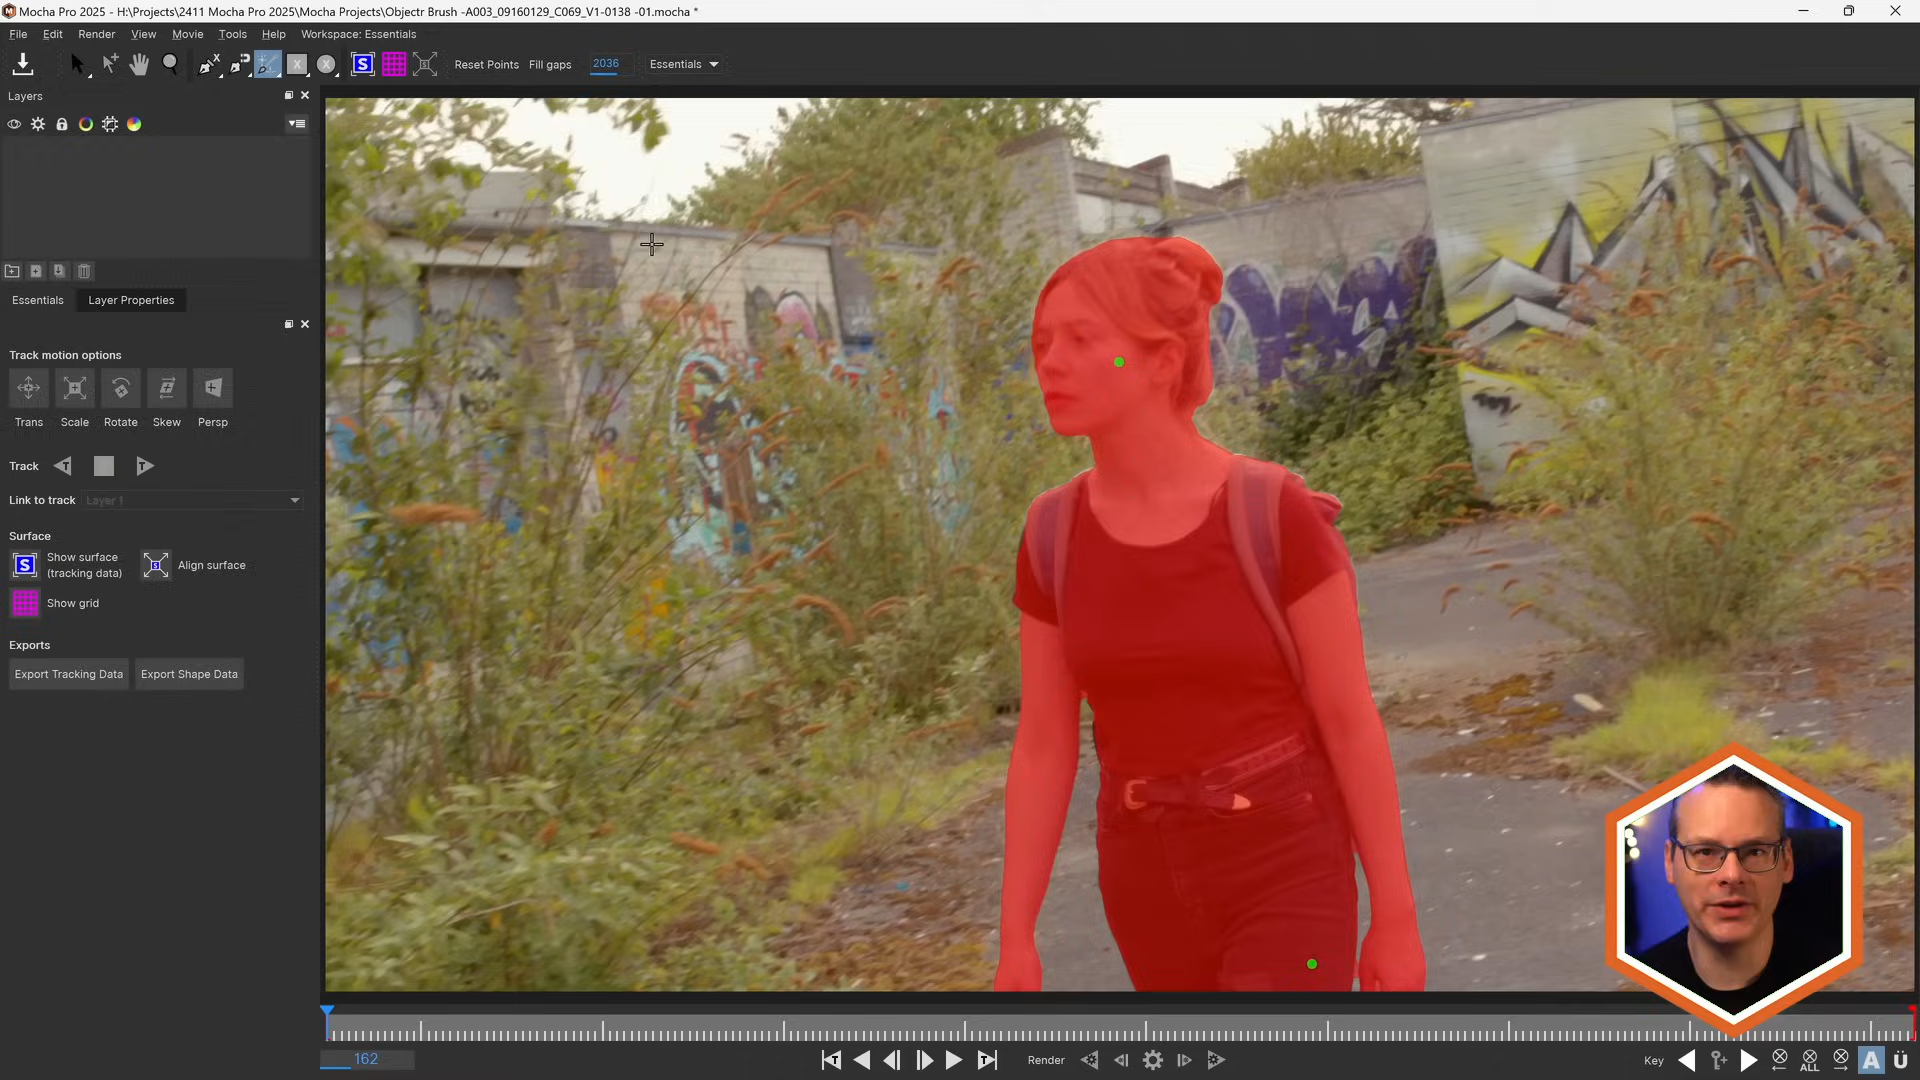 Mocha Pro 2025 - H:\Projects\2411 Mocha Pro 2025\Mocha Projects\Objectr Brush -A003_09160129_C069_V1-0138 -01.mocha *
File Edit Render View Movie Tools Help Workspace: Essentials
Reset Points Fill gaps 2036 Essentials
Layers
Essentials Layer Properties
Track motion options
Trans Scale Rotate Skew Persp
Track
Link to track Layer 1
Surface
Show surface
(tracking data)
Align surface
Show grid
Exports
Export Tracking Data Export Shape Data
162 Render Key ALL A Ü